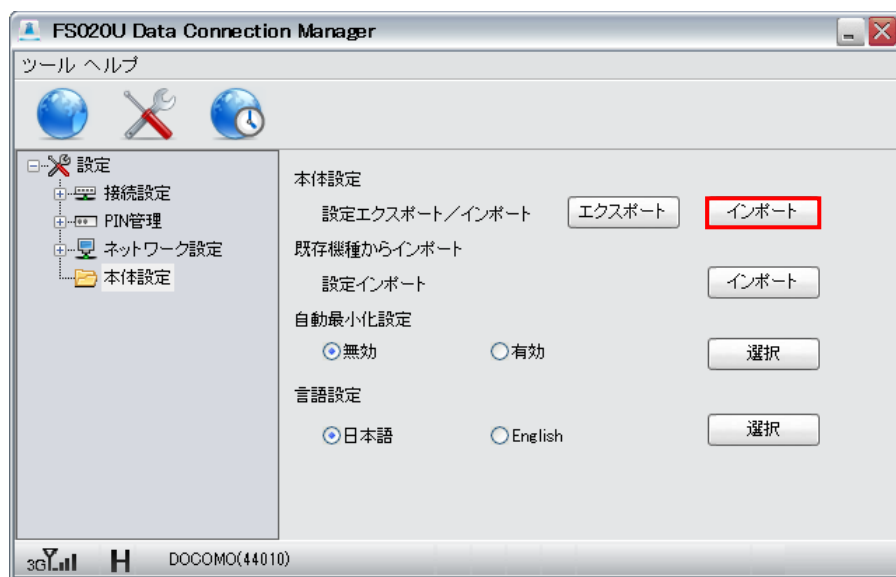 FS020U Data Connection Manager
ツール ヘルプ
設定
接続設定
PIN管理
ネットワーク設定
本体設定
本体設定
設定エクスポート／インポート エクスポート インポート
既存機種からインポート
設定インポート インポート
自動最小化設定
無効 有効 選択
言語設定
日本語 English 選択
3G H DOCOMO(44010)